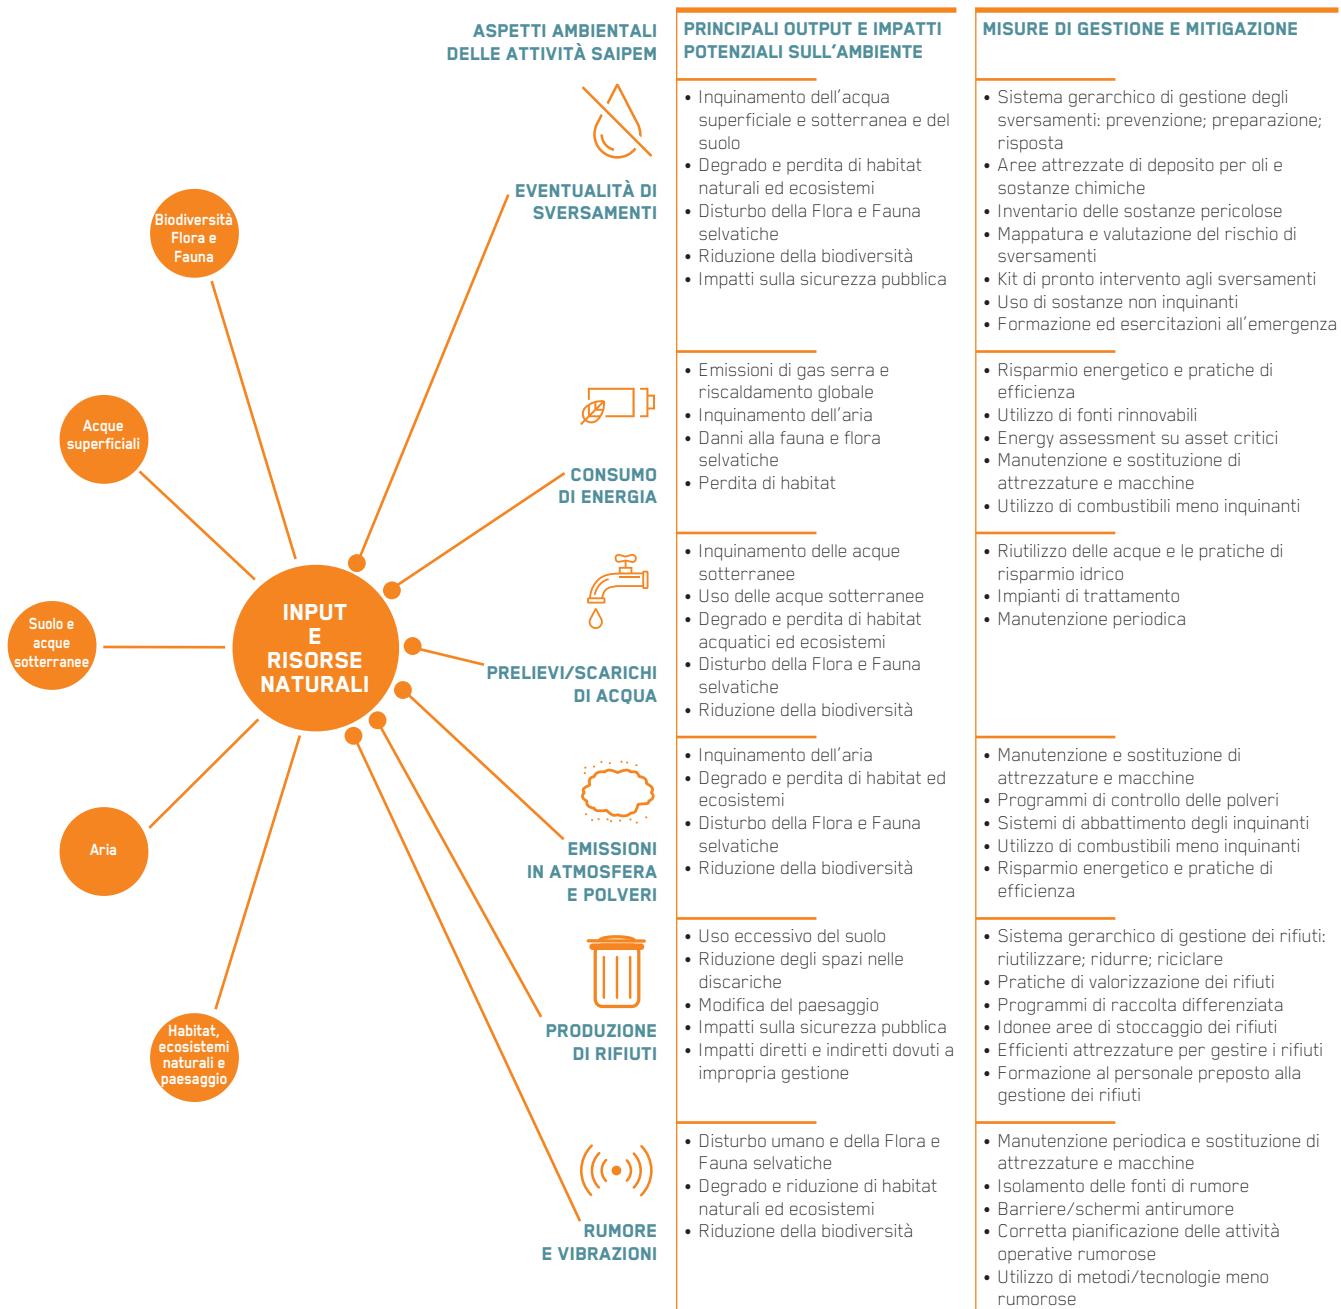 ASPETTI AMBIENTALI
DELLE ATTIVITÀ SAIPEM
PRINCIPALI OUTPUT E IMPATTI
POTENZIALI SULL'AMBIENTE
MISURE DI GESTIONE E MITIGAZIONE
Biodiversità
Flora e
Fauna
Acque
superficiali
Suolo e
acque
sotterranee
Aria
Habitat,
ecosistemi
naturali e
paesaggio
INPUT
E
RISORSE
NATURALI
EVENTUALITÀ DI
SVERSAMENTI
• Inquinamento dell'acqua
superficiale e sotterranea e del
suolo
• Degrado e perdita di habitat
naturali ed ecosistemi
• Disturbo della Flora e Fauna
selvatiche
• Riduzione della biodiversità
• Impatti sulla sicurezza pubblica
• Sistema gerarchico di gestione degli
sversamenti: prevenzione; preparazione;
risposta
• Aree attrezzate di deposito per oli e
sostanze chimiche
• Inventario delle sostanze pericolose
• Mappatura e valutazione del rischio di
sversamenti
• Kit di pronto intervento agli sversamenti
• Uso di sostanze non inquinanti
• Formazione ed esercitazioni all'emergenza
CONSUMO
DI ENERGIA
• Emissioni di gas serra e
riscaldamento globale
• Inquinamento dell'aria
• Danni alla fauna e flora
selvatiche
• Perdita di habitat
• Risparmio energetico e pratiche di
efficienza
• Utilizzo di fonti rinnovabili
• Energy assessment su asset critici
• Manutenzione e sostituzione di
attrezzature e macchine
• Utilizzo di combustibili meno inquinanti
PRELIEVI/SCARICHI
DI ACQUA
• Inquinamento delle acque
sotterranee
• Uso delle acque sotterranee
• Degrado e perdita di habitat
acquatici ed ecosistemi
• Disturbo della Flora e Fauna
selvatiche
• Riduzione della biodiversità
• Riutilizzo delle acque e le pratiche di
risparmio idrico
• Impianti di trattamento
• Manutenzione periodica
EMISSIONI
IN ATMOSFERA
E POLVERI
• Inquinamento dell'aria
• Degrado e perdita di habitat ed
ecosistemi
• Disturbo della Flora e Fauna
selvatiche
• Riduzione della biodiversità
• Manutenzione e sostituzione di
attrezzature e macchine
• Programmi di controllo delle polveri
• Sistemi di abbattimento degli inquinanti
• Utilizzo di combustibili meno inquinanti
• Risparmio energetico e pratiche di
efficienza
PRODUZIONE
DI RIFIUTI
• Uso eccessivo del suolo
• Riduzione degli spazi nelle
discariche
• Modifica del paesaggio
• Impatti sulla sicurezza pubblica
• Impatti diretti e indiretti dovuti a
impropria gestione
• Sistema gerarchico di gestione dei rifiuti:
riutilizzare; ridurre; riciclare
• Pratiche di valorizzazione dei rifiuti
• Programmi di raccolta differenziata
• Idonee aree di stoccaggio dei rifiuti
• Efficienti attrezzature per gestire i rifiuti
• Formazione al personale preposto alla
gestione dei rifiuti
RUMORE
E VIBRAZIONI
• Disturbo umano e della Flora e
Fauna selvatiche
• Degrado e riduzione di habitat
naturali ed ecosistemi
• Riduzione della biodiversità
• Manutenzione periodica e sostituzione di
attrezzature e macchine
• Isolamento delle fonti di rumore
• Barriere/schermi antirumore
• Corretta pianificazione delle attività
operative rumorose
• Utilizzo di metodi/tecnologie meno
rumorose